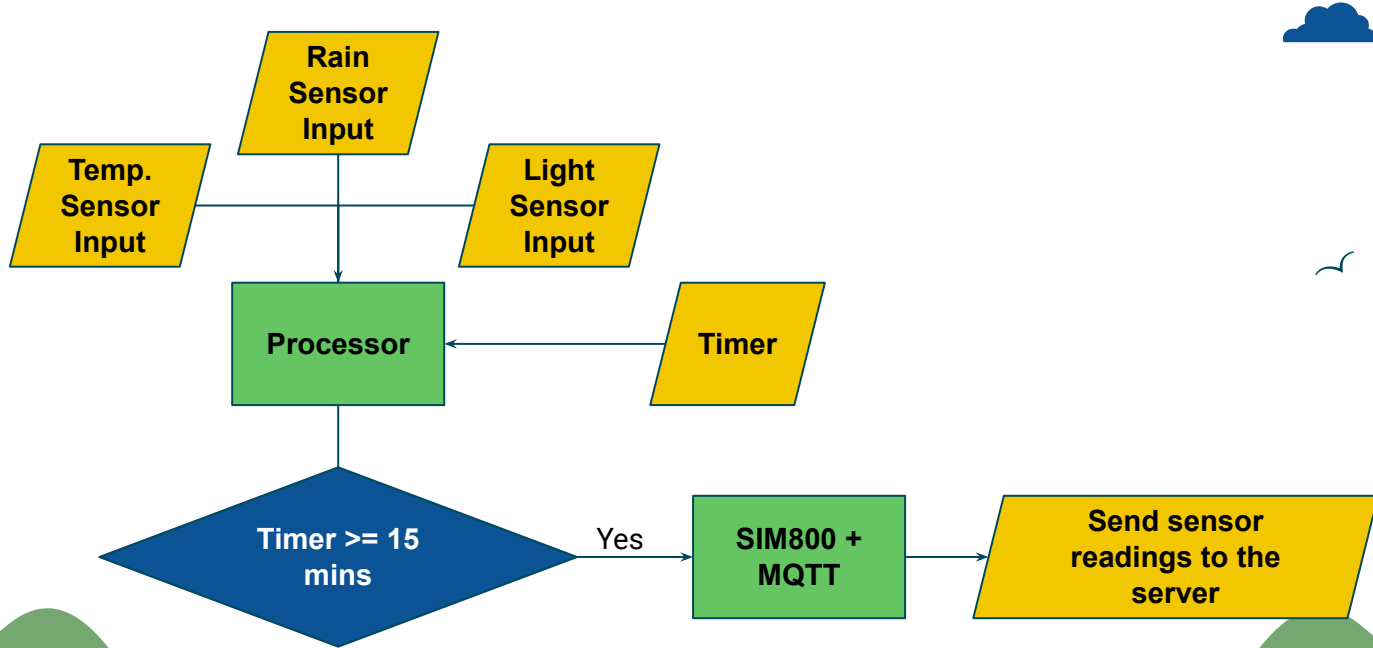 Rain
Sensor
Input
Temp.
Sensor
Input
Light
Sensor
Input
Processor
Timer
Timer >= 15
mins
Yes
SIM800 +
MQTT
Send sensor
readings to the
server